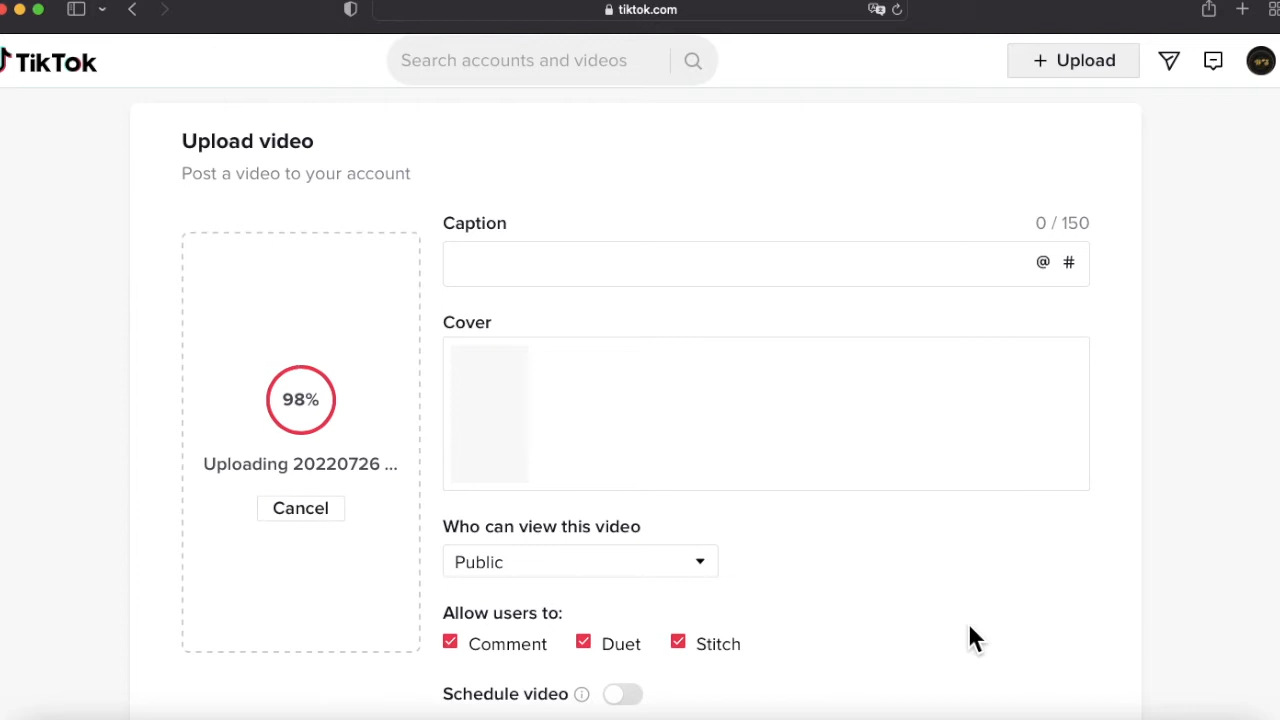 tiktok.com
TikTok
Search accounts and videos
+ Upload
Upload video
Post a video to your account
Caption
0 / 150
@ #
Cover
98%
Uploading 20220726 ...
Cancel
Who can view this video
Public
Allow users to:
Comment Duet Stitch
Schedule video